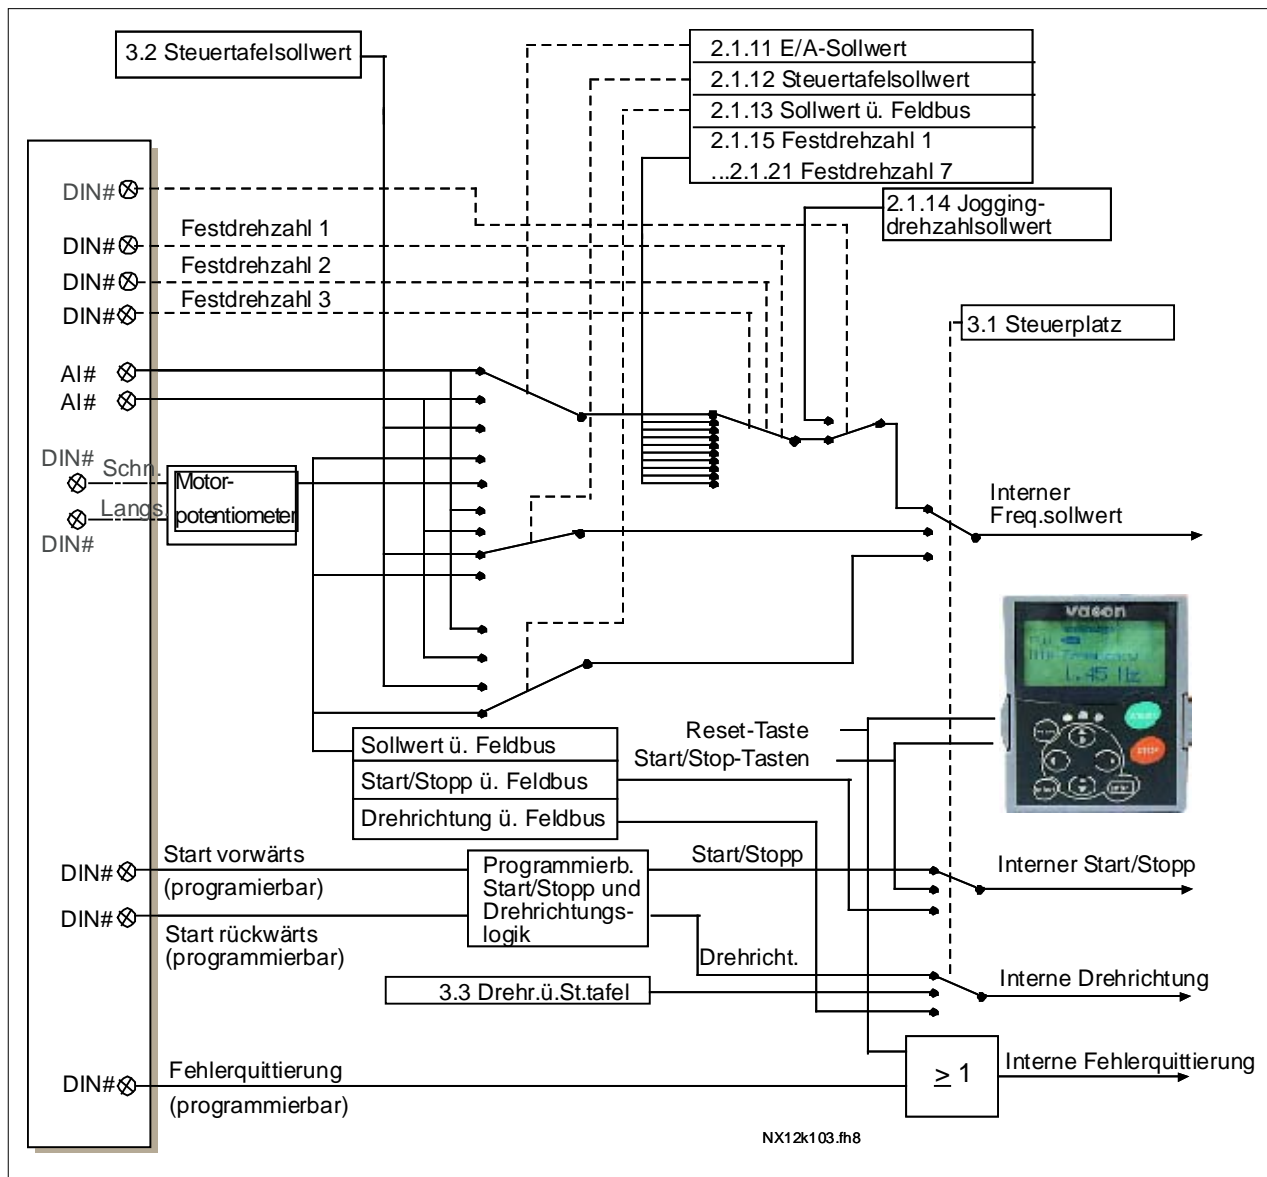 3.2 Steuertafelsollwert
2.1.11 E/A-Sollwert
2.1.12 Steuertafelsollwert
2.1.13 Sollwert ü. Feldbus
2.1.15 Festdrehzahl 1
...2.1.21 Festdrehzahl 7
2.1.14 Jogging-
drehzahlsollwert
DIN#
Festdrehzahl 1
DIN#
Festdrehzahl 2
DIN#
Festdrehzahl 3
DIN#
3.1 Steuerplatz
AI#
AI#
DIN#
Schn.
Motor-
potentiometer
Langs.
DIN#
Interner
Freq.sollwert
vacon
1.45 Hz
Reset-Taste
Start/Stop-Tasten
Sollwert ü. Feldbus
Start/Stopp ü. Feldbus
Drehrichtung ü. Feldbus
START
STOP
DIN#
Start vorwärts
(programierbar)
Programmierb.
Start/Stopp und
Drehrichtungs-
logik
Start/Stopp
Interner Start/Stopp
DIN#
Start rückwärts
(programmierbar)
Drehricht.
3.3 Drehr.ü.St.tafel
Interne Drehrichtung
DIN#
Fehlerquittierung
(programmierbar)
≥ 1
Interne Fehlerquittierung
NX12k103.fh8